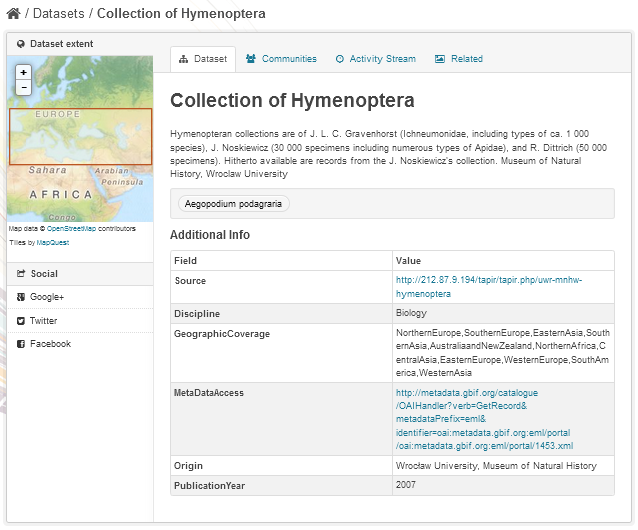 / Datasets / Collection of Hymenoptera
Dataset extent
+
−
EUROPE
Sahara
Arabian
Peninsula
AFRICA
Congo
Map data © OpenStreetMap contributors
Tiles by MapQuest
Social
Google+
Twitter
Facebook
Dataset Communities Activity Stream Related
Collection of Hymenoptera
Hymenopteran collections are of J. L. C. Gravenhorst (Ichneumonidae, including types of ca. 1 000
species), J. Noskiewicz (30 000 specimens including numerous types of Apidae), and R. Dittrich (50 000
specimens). Hitherto available are records from the J. Noskiewicz's collection. Museum of Natural
History, Wroclaw University
Aegopodium podagraria
Additional Info
Field Value
Source http://212.87.9.194/tapir/tapir.php/uwr-mnhw-
hymenoptera
Discipline Biology
GeographicCoverage NorthernEurope,SouthernEurope,EasternAsia,South
ernAsia,AustraliaandNewZealand,NorthernAfrica,C
entralAsia,EasternEurope,WesternEurope,SouthAm
erica,WesternAsia
MetaDataAccess http://metadata.gbif.org/catalogue
/OAIHandler?verb=GetRecord&
metadataPrefix=eml&
identifier=oai:metadata.gbif.org:eml/portal
/oai:metadata.gbif.org:eml/portal/1453.xml
Origin Wrocław University, Museum of Natural History
PublicationYear 2007